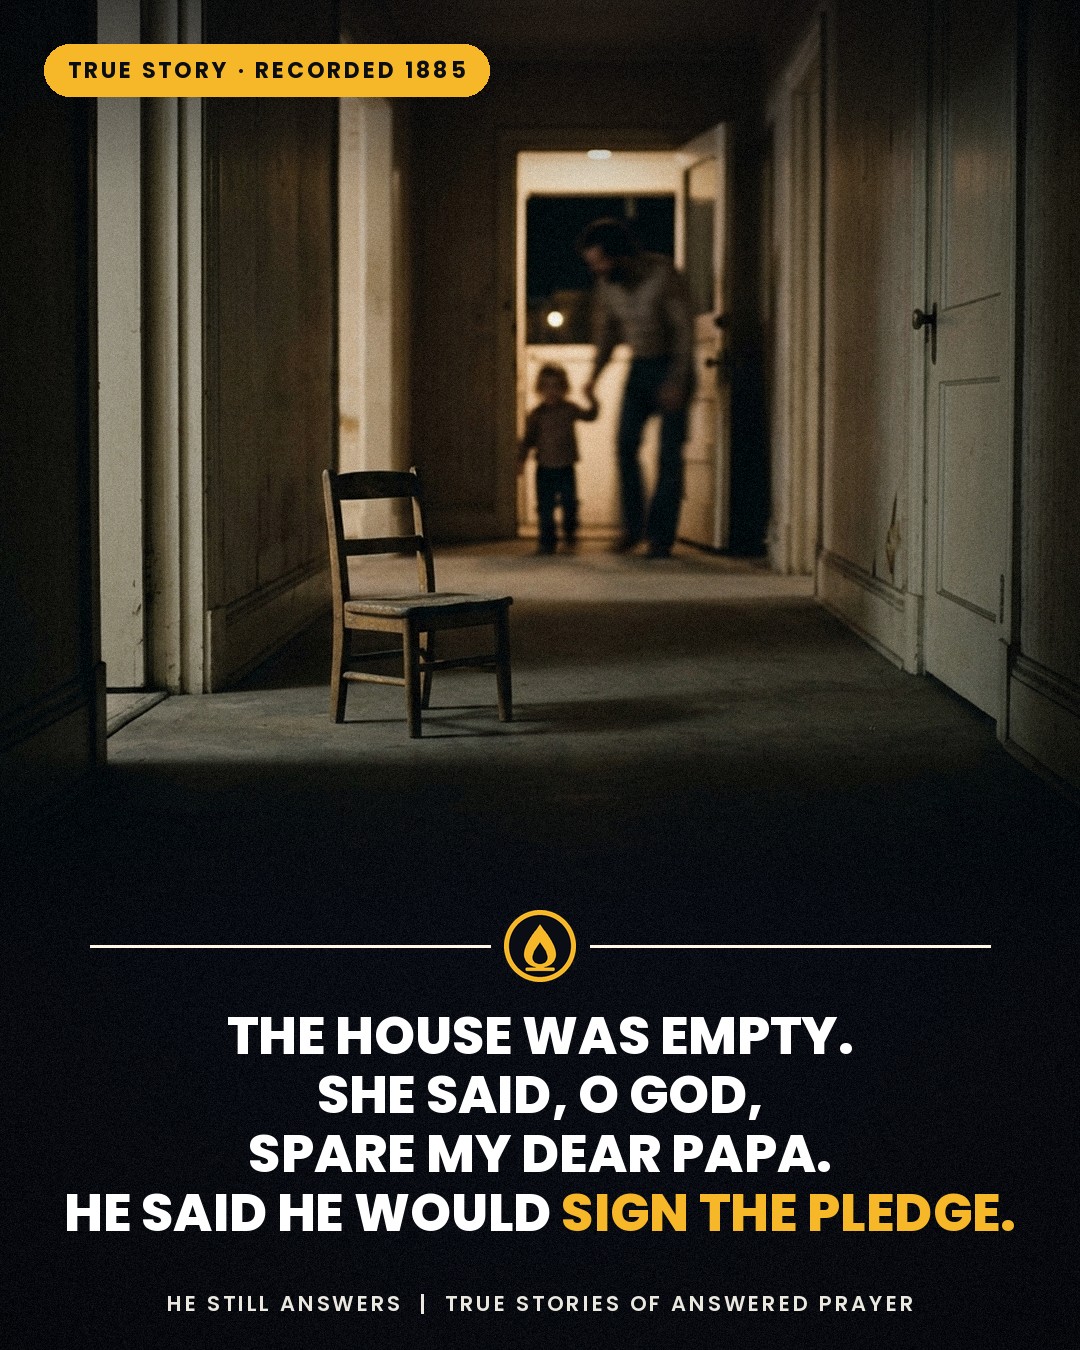 TRUE STORY · RECORDED 1885
THE HOUSE WAS EMPTY.
SHE SAID, O GOD,
SPARE MY DEAR PAPA.
HE SAID HE WOULD SIGN THE PLEDGE.
HE STILL ANSWERS | TRUE STORIES OF ANSWERED PRAYER